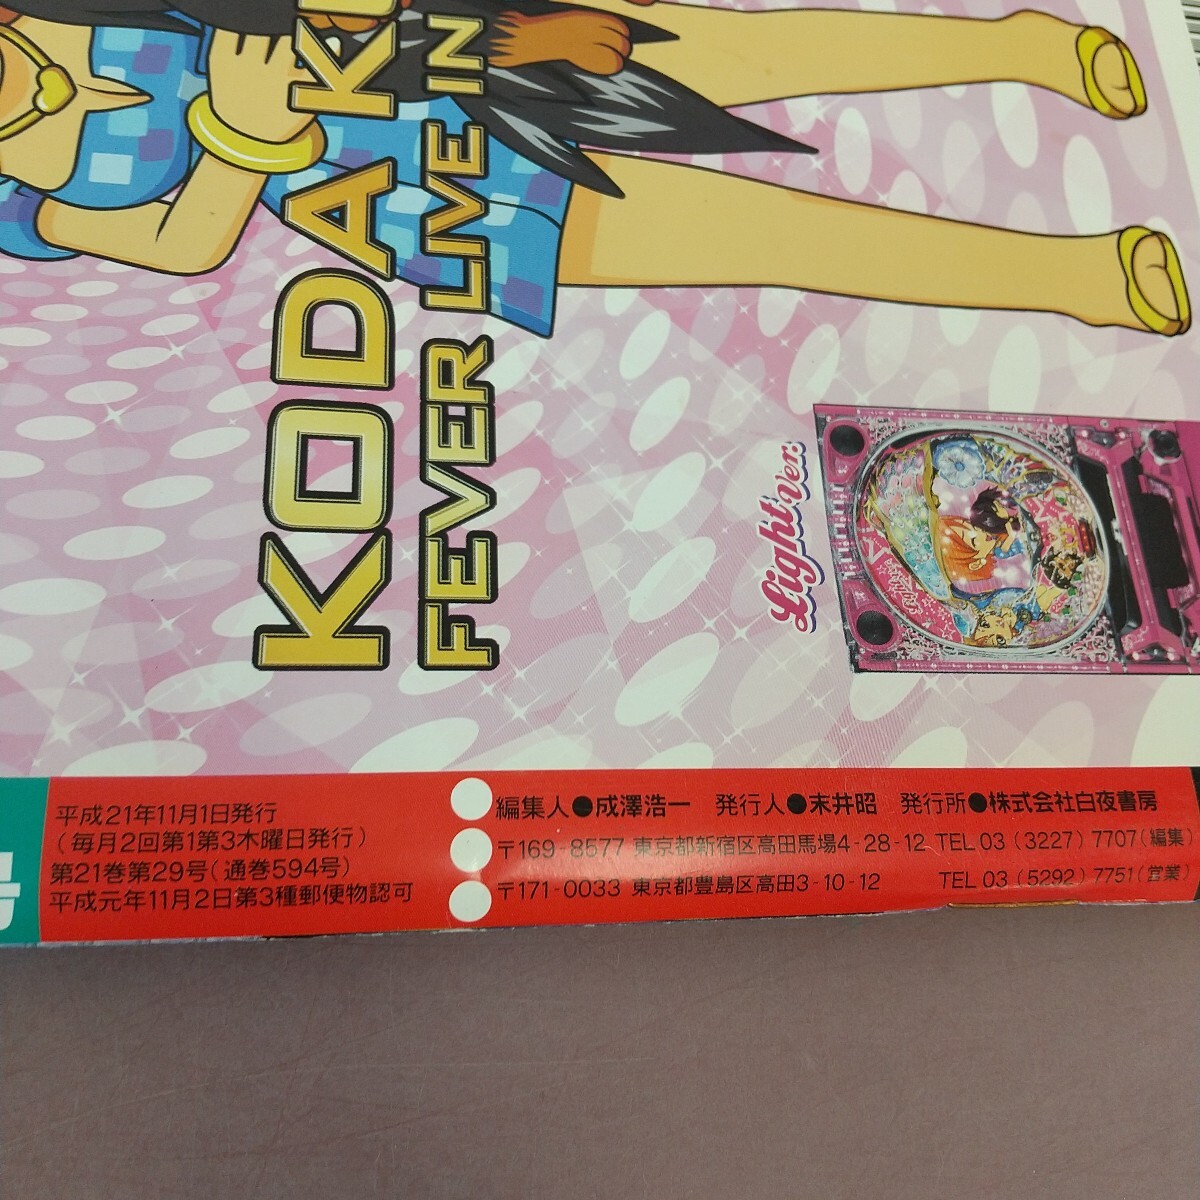 KODA
FEVER LIVE IN
Light Ver.
平成21年11月1日発行
(毎月2回第1第3木曜日発行)
第21巻第29号(通巻594号)
平成元年11月2日第3種郵便物認可
編集人●成澤浩一　発行人●末井昭　発行所●株式会社白夜書房
〒169-8577 東京都新宿区高田馬場4-28-12 TEL 03 (3227) 7707(編集)
〒171-0033 東京都豊島区高田3-10-12 TEL 03 (5292) 7751(営業)
号